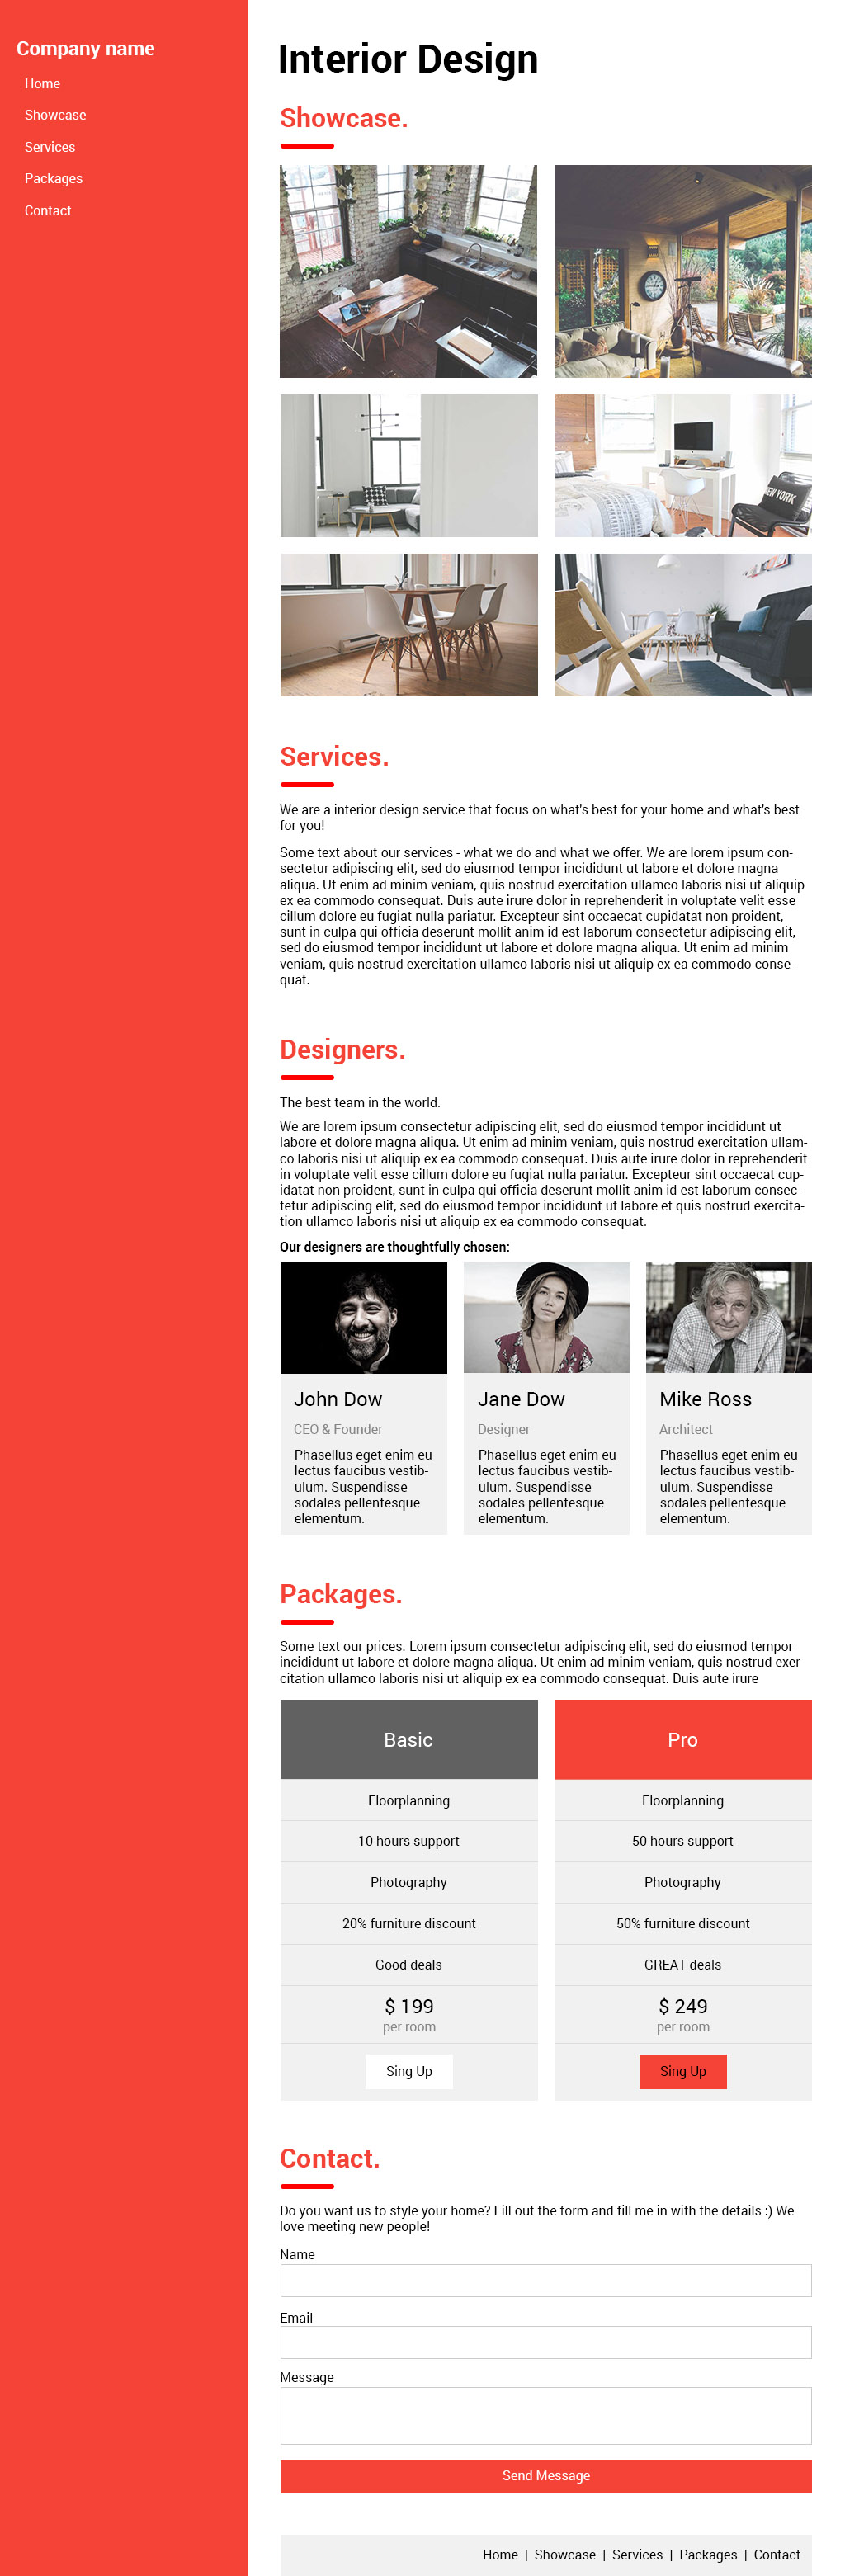 Company name
Home
Showcase
Services
Packages
Contact
Interior Design
Showcase.
NEW YORK
Services.
We are a interior design service that focus on what's best for your home and what's best
for you!
Some text about our services - what we do and what we offer. We are lorem ipsum con-
sectetur adipiscing elit, sed do eiusmod tempor incididunt ut labore et dolore magna
aliqua. Ut enim ad minim veniam, quis nostrud exercitation ullamco laboris nisi ut aliquip
ex ea commodo consequat. Duis aute irure dolor in reprehenderit in voluptate velit esse
cillum dolore eu fugiat nulla pariatur. Excepteur sint occaecat cupidatat non proident,
sunt in culpa qui officia deserunt mollit anim id est laborum consectetur adipiscing elit,
sed do eiusmod tempor incididunt ut labore et dolore magna aliqua. Ut enim ad minim
veniam, quis nostrud exercitation ullamco laboris nisi ut aliquip ex ea commodo conse-
quat.
Designers.
The best team in the world.
We are lorem ipsum consectetur adipiscing elit, sed do eiusmod tempor incididunt ut
labore et dolore magna aliqua. Ut enim ad minim veniam, quis nostrud exercitation ullam-
co laboris nisi ut aliquip ex ea commodo consequat. Duis aute irure dolor in reprehenderit
in voluptate velit esse cillum dolore eu fugiat nulla pariatur. Excepteur sint occaecat cup-
idatat non proident, sunt in culpa qui officia deserunt mollit anim id est laborum consec-
tetur adipiscing elit, sed do eiusmod tempor incididunt ut labore et quis nostrud exercita-
tion ullamco laboris nisi ut aliquip ex ea commodo consequat.
Our designers are thoughtfully chosen:
John Dow
CEO & Founder
Phasellus eget enim eu
lectus faucibus vestib-
ulum. Suspendisse
sodales pellentesque
elementum.
Jane Dow
Designer
Phasellus eget enim eu
lectus faucibus vestib-
ulum. Suspendisse
sodales pellentesque
elementum.
Mike Ross
Architect
Phasellus eget enim eu
lectus faucibus vestib-
ulum. Suspendisse
sodales pellentesque
elementum.
Packages.
Some text our prices. Lorem ipsum consectetur adipiscing elit, sed do eiusmod tempor
incididunt ut labore et dolore magna aliqua. Ut enim ad minim veniam, quis nostrud exer-
citation ullamco laboris nisi ut aliquip ex ea commodo consequat. Duis aute irure
Basic
Floorplanning
10 hours support
Photography
20% furniture discount
Good deals
$ 199
per room
Sing Up
Pro
Floorplanning
50 hours support
Photography
50% furniture discount
GREAT deals
$ 249
per room
Sing Up
Contact.
Do you want us to style your home? Fill out the form and fill me in with the details :) We
love meeting new people!
Name
Email
Message
Send Message
Home | Showcase | Services | Packages | Contact